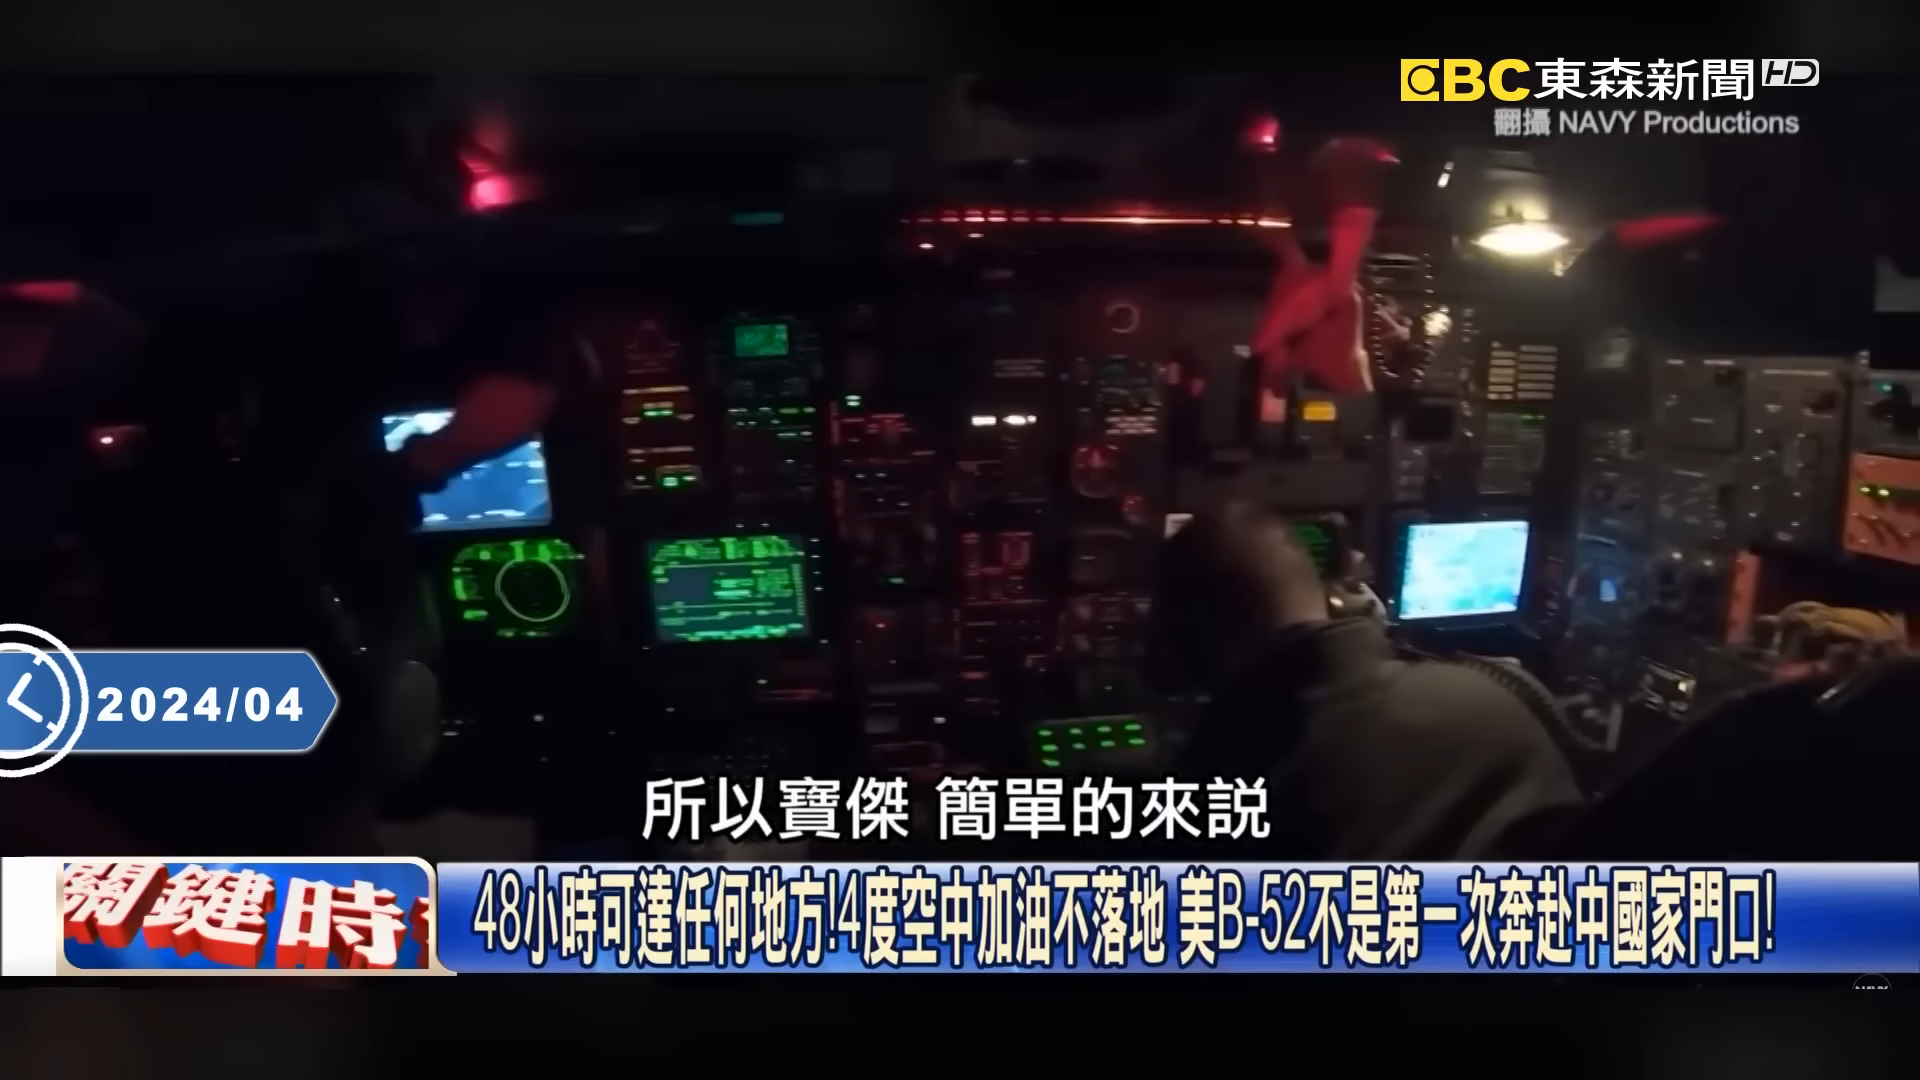 EBC東森新聞HD
翻攝 NAVY Productions
2024/04
所以寶傑 簡單的來説
關鍵時
48小時可達任何地方!4度空中加油不落地 美B-52不是第一次奔赴中國家門口!